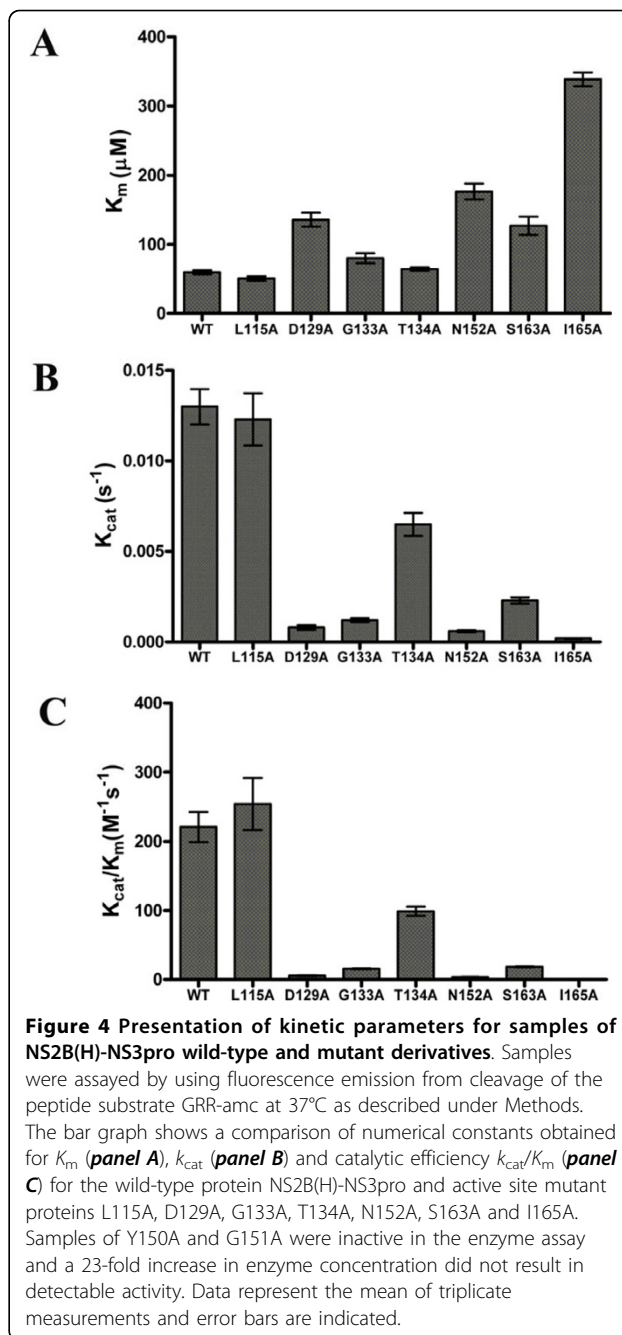 A
400
300
200
100
0
Km (μM)
WT L115A D129A G133A T134A N152A S163A I165A
B
0.015
0.010
0.005
0.000
Kcat (s⁻¹)
WT L115A D129A G133A T134A N152A S163A I165A
C
400
300
200
100
0
Kcat/Km(M⁻¹s⁻¹)
WT L115A D129A G133A T134A N152A S163A I165A
Figure 4 Presentation of kinetic parameters for samples of
NS2B(H)-NS3pro wild-type and mutant derivatives. Samples
were assayed by using fluorescence emission from cleavage of the
peptide substrate GRR-amc at 37°C as described under Methods.
The bar graph shows a comparison of numerical constants obtained
for Km (panel A), kcat (panel B) and catalytic efficiency kcat/Km (panel
C) for the wild-type protein NS2B(H)-NS3pro and active site mutant
proteins L115A, D129A, G133A, T134A, N152A, S163A and I165A.
Samples of Y150A and G151A were inactive in the enzyme assay
and a 23-fold increase in enzyme concentration did not result in
detectable activity. Data represent the mean of triplicate
measurements and error bars are indicated.